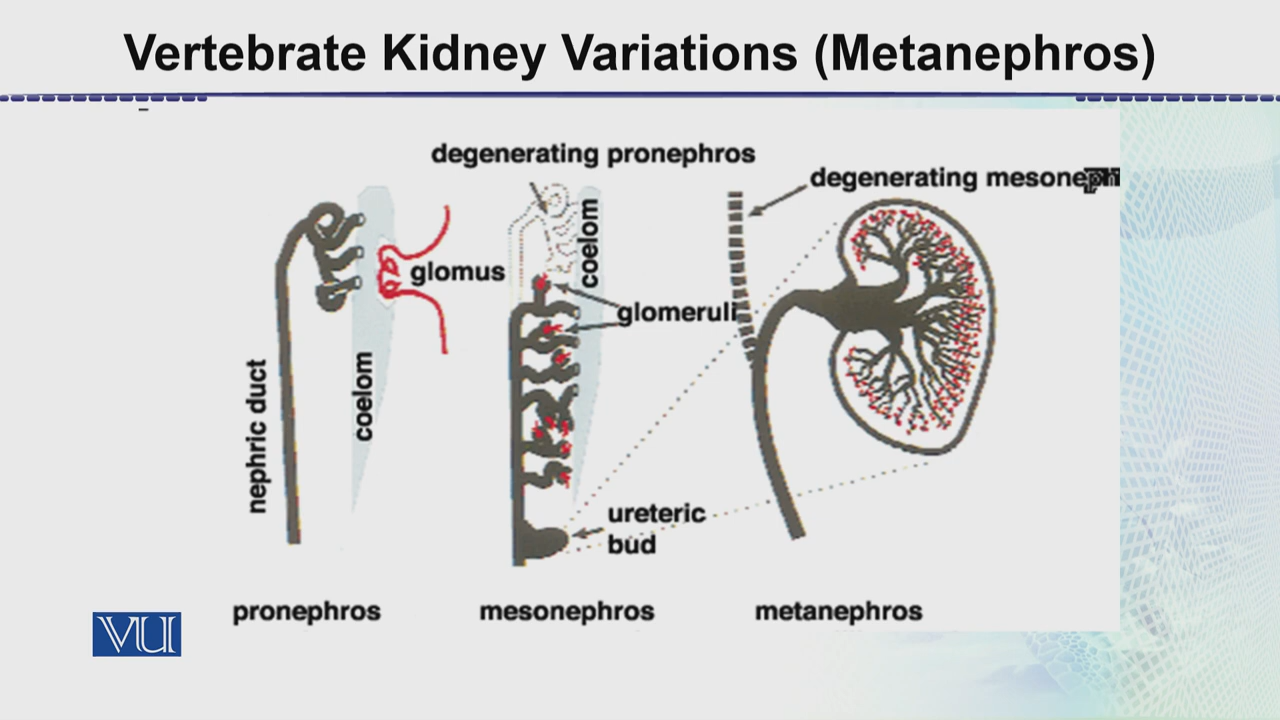 Vertebrate Kidney Variations (Metanephros)
degenerating pronephros
degenerating
glomus
coelom
glomeruli
coelom
nephric duct
ureteric
bud
pronephros
mesonephros
metanephros
VU